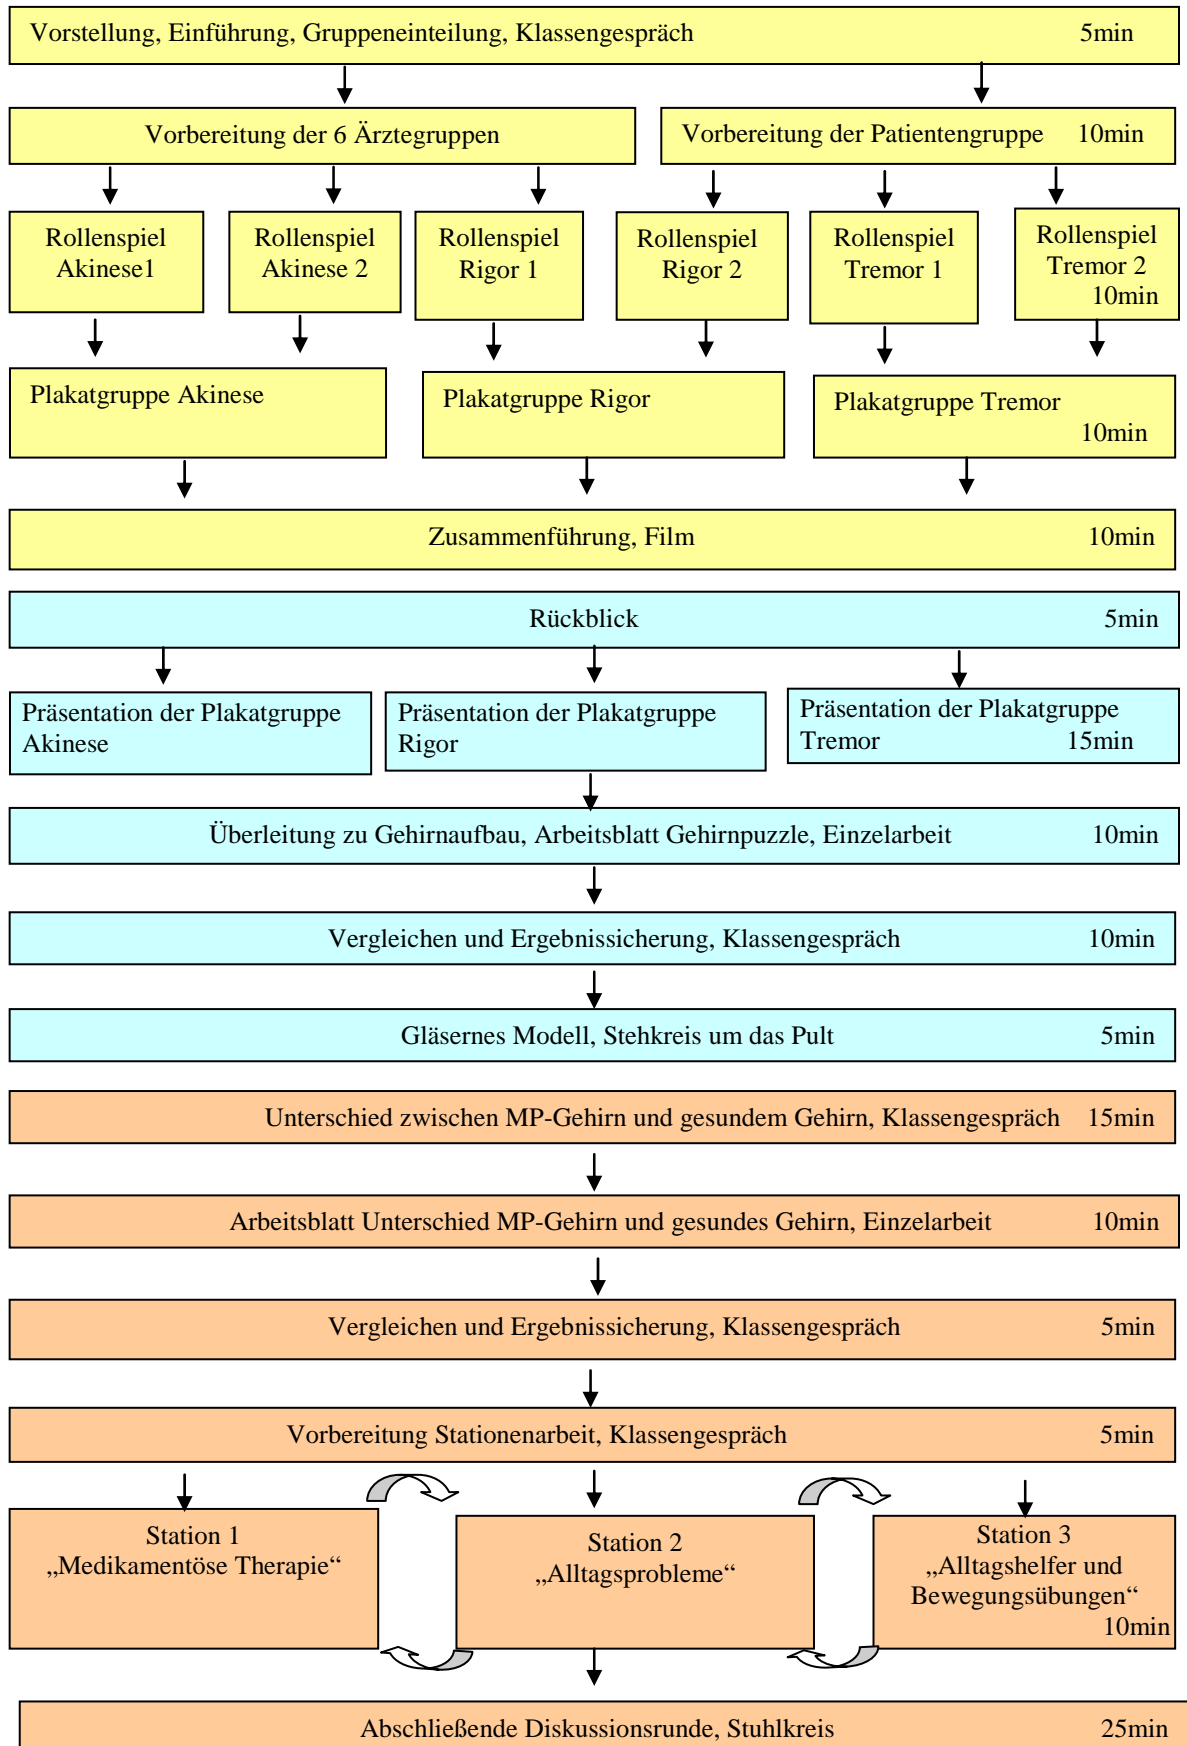 Vorstellung, Einführung, Gruppeneinteilung, Klassengespräch 5min
Vorbereitung der 6 Ärztegruppen
Vorbereitung der Patientengruppe 10min
Rollenspiel
Akinese1
Rollenspiel
Akinese 2
Rollenspiel
Rigor 1
Rollenspiel
Rigor 2
Rollenspiel
Tremor 1
Rollenspiel
Tremor 2
10min
Plakatgruppe Akinese
Plakatgruppe Rigor
Plakatgruppe Tremor
10min
Zusammenführung, Film 10min
Rückblick 5min
Präsentation der Plakatgruppe
Akinese
Präsentation der Plakatgruppe
Rigor
Präsentation der Plakatgruppe
Tremor 15min
Überleitung zu Gehirnaufbau, Arbeitsblatt Gehirnpuzzle, Einzelarbeit 10min
Vergleichen und Ergebnissicherung, Klassengespräch 10min
Gläsernes Modell, Stehkreis um das Pult 5min
Unterschied zwischen MP-Gehirn und gesundem Gehirn, Klassengespräch 15min
Arbeitsblatt Unterschied MP-Gehirn und gesundes Gehirn, Einzelarbeit 10min
Vergleichen und Ergebnissicherung, Klassengespräch 5min
Vorbereitung Stationenarbeit, Klassengespräch 5min
Station 1
„Medikamentöse Therapie“
Station 2
„Alltagsprobleme“
Station 3
„Alltagshelfer und
Bewegungsübungen“
10min
Abschließende Diskussionsrunde, Stuhlkreis 25min